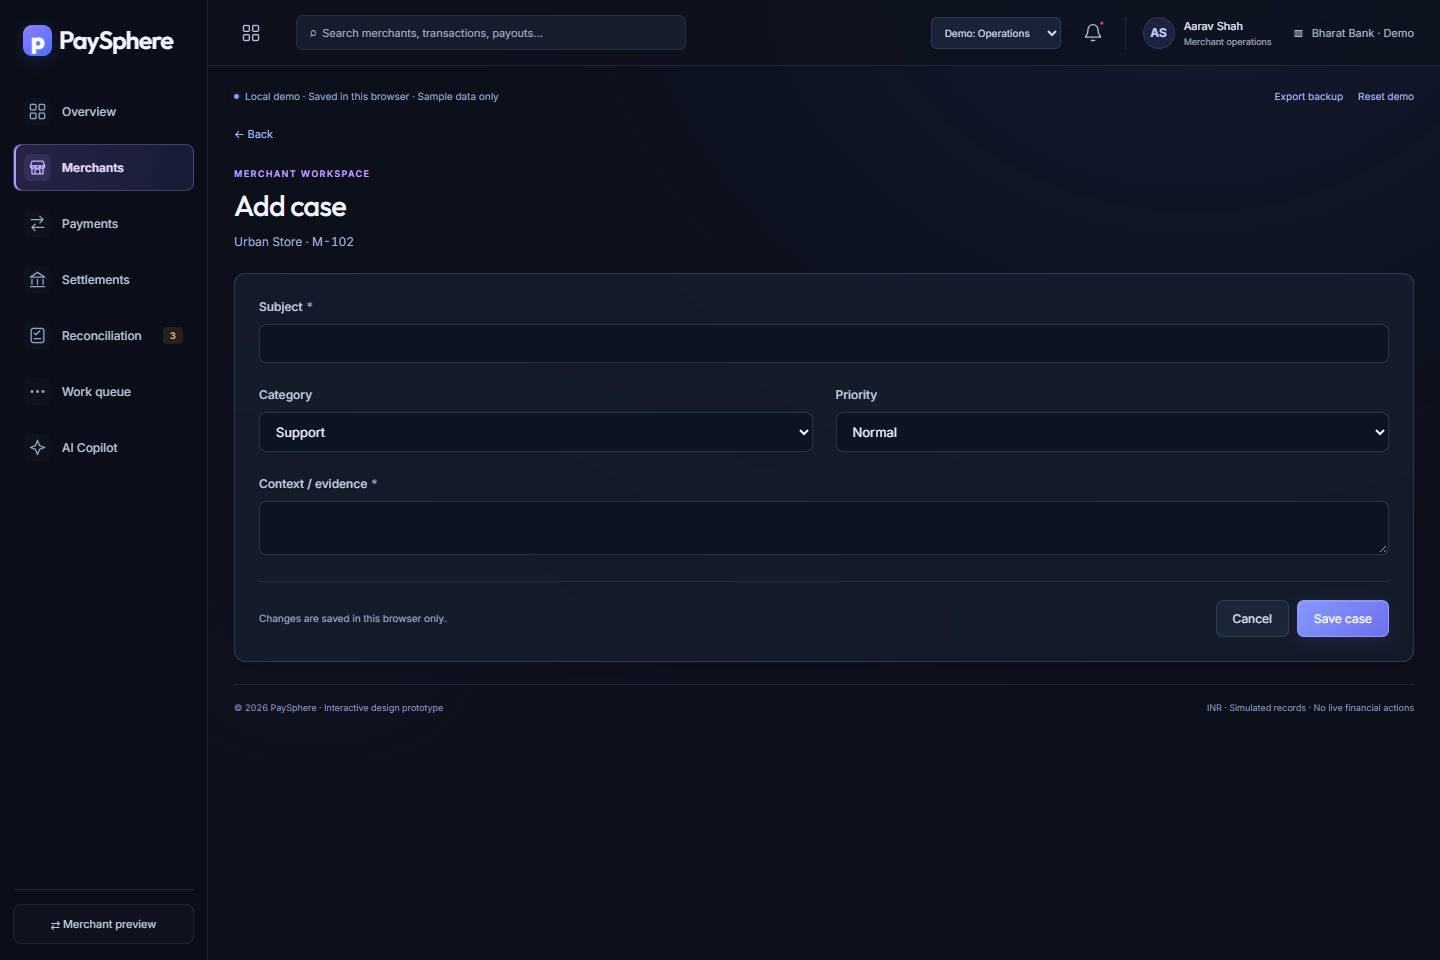 PaySphere
Overview
Merchants
Payments
Settlements
Reconciliation 3
Work queue
AI Copilot
⇄ Merchant preview
Search merchants, transactions, payouts...
Demo: Operations
AS
Aarav Shah
Merchant operations
Bharat Bank · Demo
Local demo · Saved in this browser · Sample data only
Export backup
Reset demo
← Back
MERCHANT WORKSPACE
Add case
Urban Store · M-102
Subject *
Category
Priority
Support
Normal
Context / evidence *
Changes are saved in this browser only.
Cancel
Save case
© 2026 PaySphere · Interactive design prototype
INR · Simulated records · No live financial actions